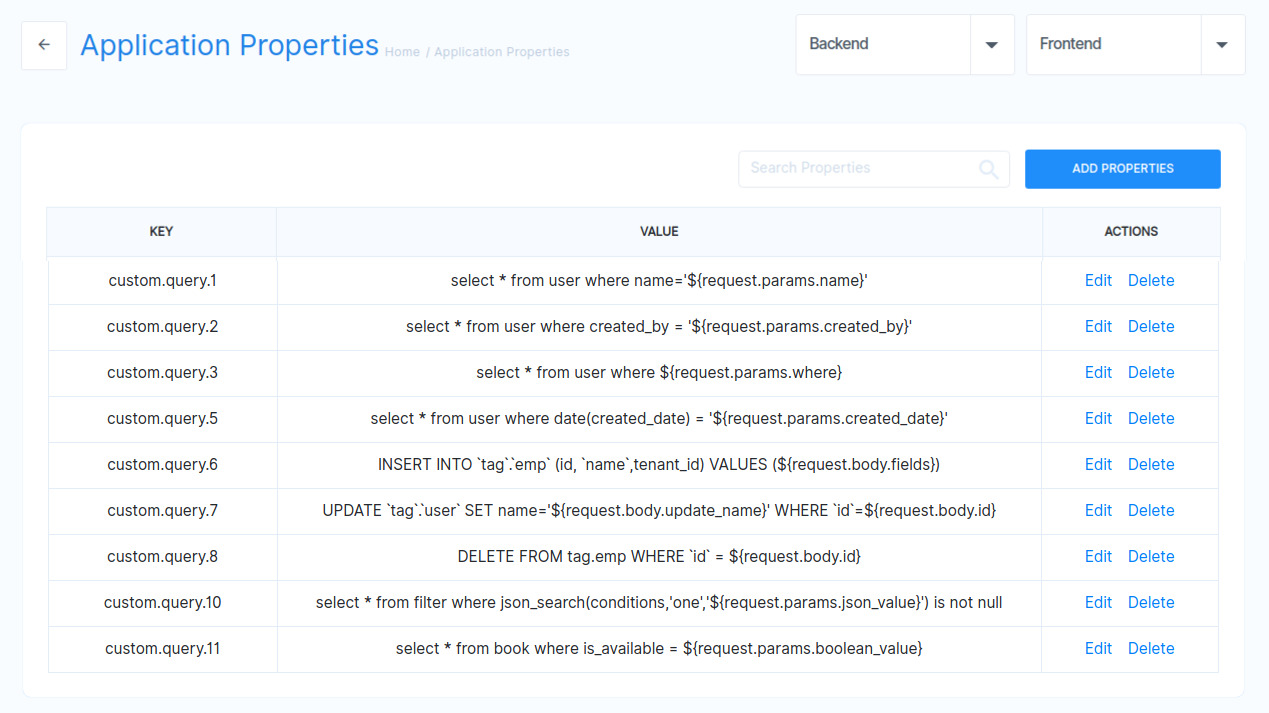 Application Properties Home / Application Properties
Backend
Frontend
Search Properties
ADD PROPERTIES
KEY VALUE ACTIONS
custom.query.1 select * from user where name='${request.params.name}' Edit Delete
custom.query.2 select * from user where created_by = '${request.params.created_by}' Edit Delete
custom.query.3 select * from user where ${request.params.where} Edit Delete
custom.query.5 select * from user where date(created_date) = '${request.params.created_date}' Edit Delete
custom.query.6 INSERT INTO `tag`.`emp` (id, `name`,tenant_id) VALUES (${request.body.fields}) Edit Delete
custom.query.7 UPDATE `tag`.`user` SET name='${request.body.update_name}' WHERE `id`=${request.body.id} Edit Delete
custom.query.8 DELETE FROM tag.emp WHERE `id` = ${request.body.id} Edit Delete
custom.query.10 select * from filter where json_search(conditions,'one','${request.params.json_value}') is not null Edit Delete
custom.query.11 select * from book where is_available = ${request.params.boolean_value} Edit Delete